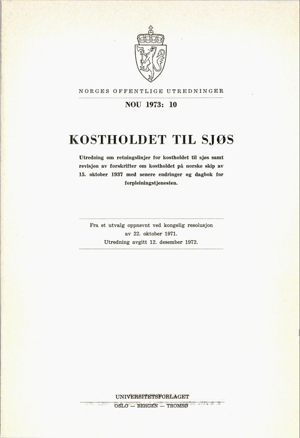 NORGES OFFENTLIGE UTREDNINGER
NOU 1973: 10
KOSTHOLDET TIL SJØS
Utredning om retningslinjer for kostholdet til sjøs samt
revisjon av forskrifter om kostholdet på norske skip av
15. oktober 1937 med senere endringer og dagbok for
forpleiningstjenesten.
Fra et utvalg oppnevnt ved kongelig resolusjon
av 22. oktober 1971.
Utredning avgitt 12. desember 1972.
UNIVERSITETSFORLAGET
OSLO — BERGEN — TROMSØ